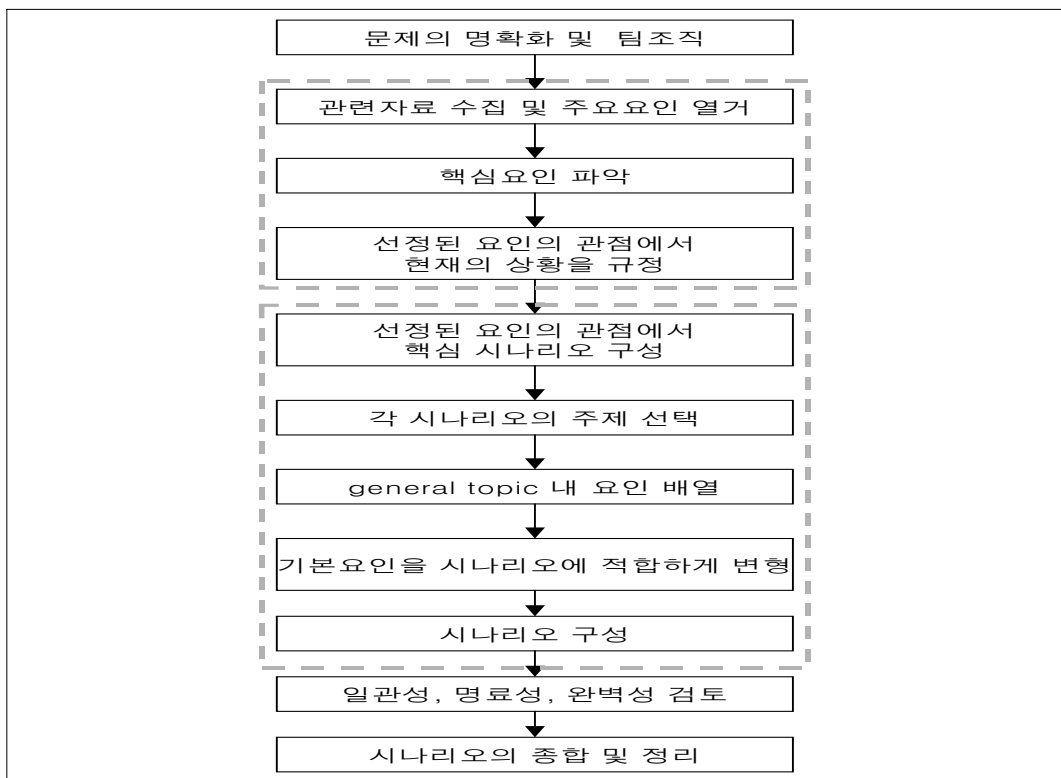 문제의 명확화 및 팀조직
관련자료 수집 및 주요요인 열거
핵심요인 파악
선정된 요인의 관점에서
현재의 상황을 규정
선정된 요인의 관점에서
핵심 시나리오 구성
각 시나리오의 주제 선택
general topic 내 요인 배열
기본요인을 시나리오에 적합하게 변형
시나리오 구성
일관성, 명료성, 완벽성 검토
시나리오의 종합 및 정리